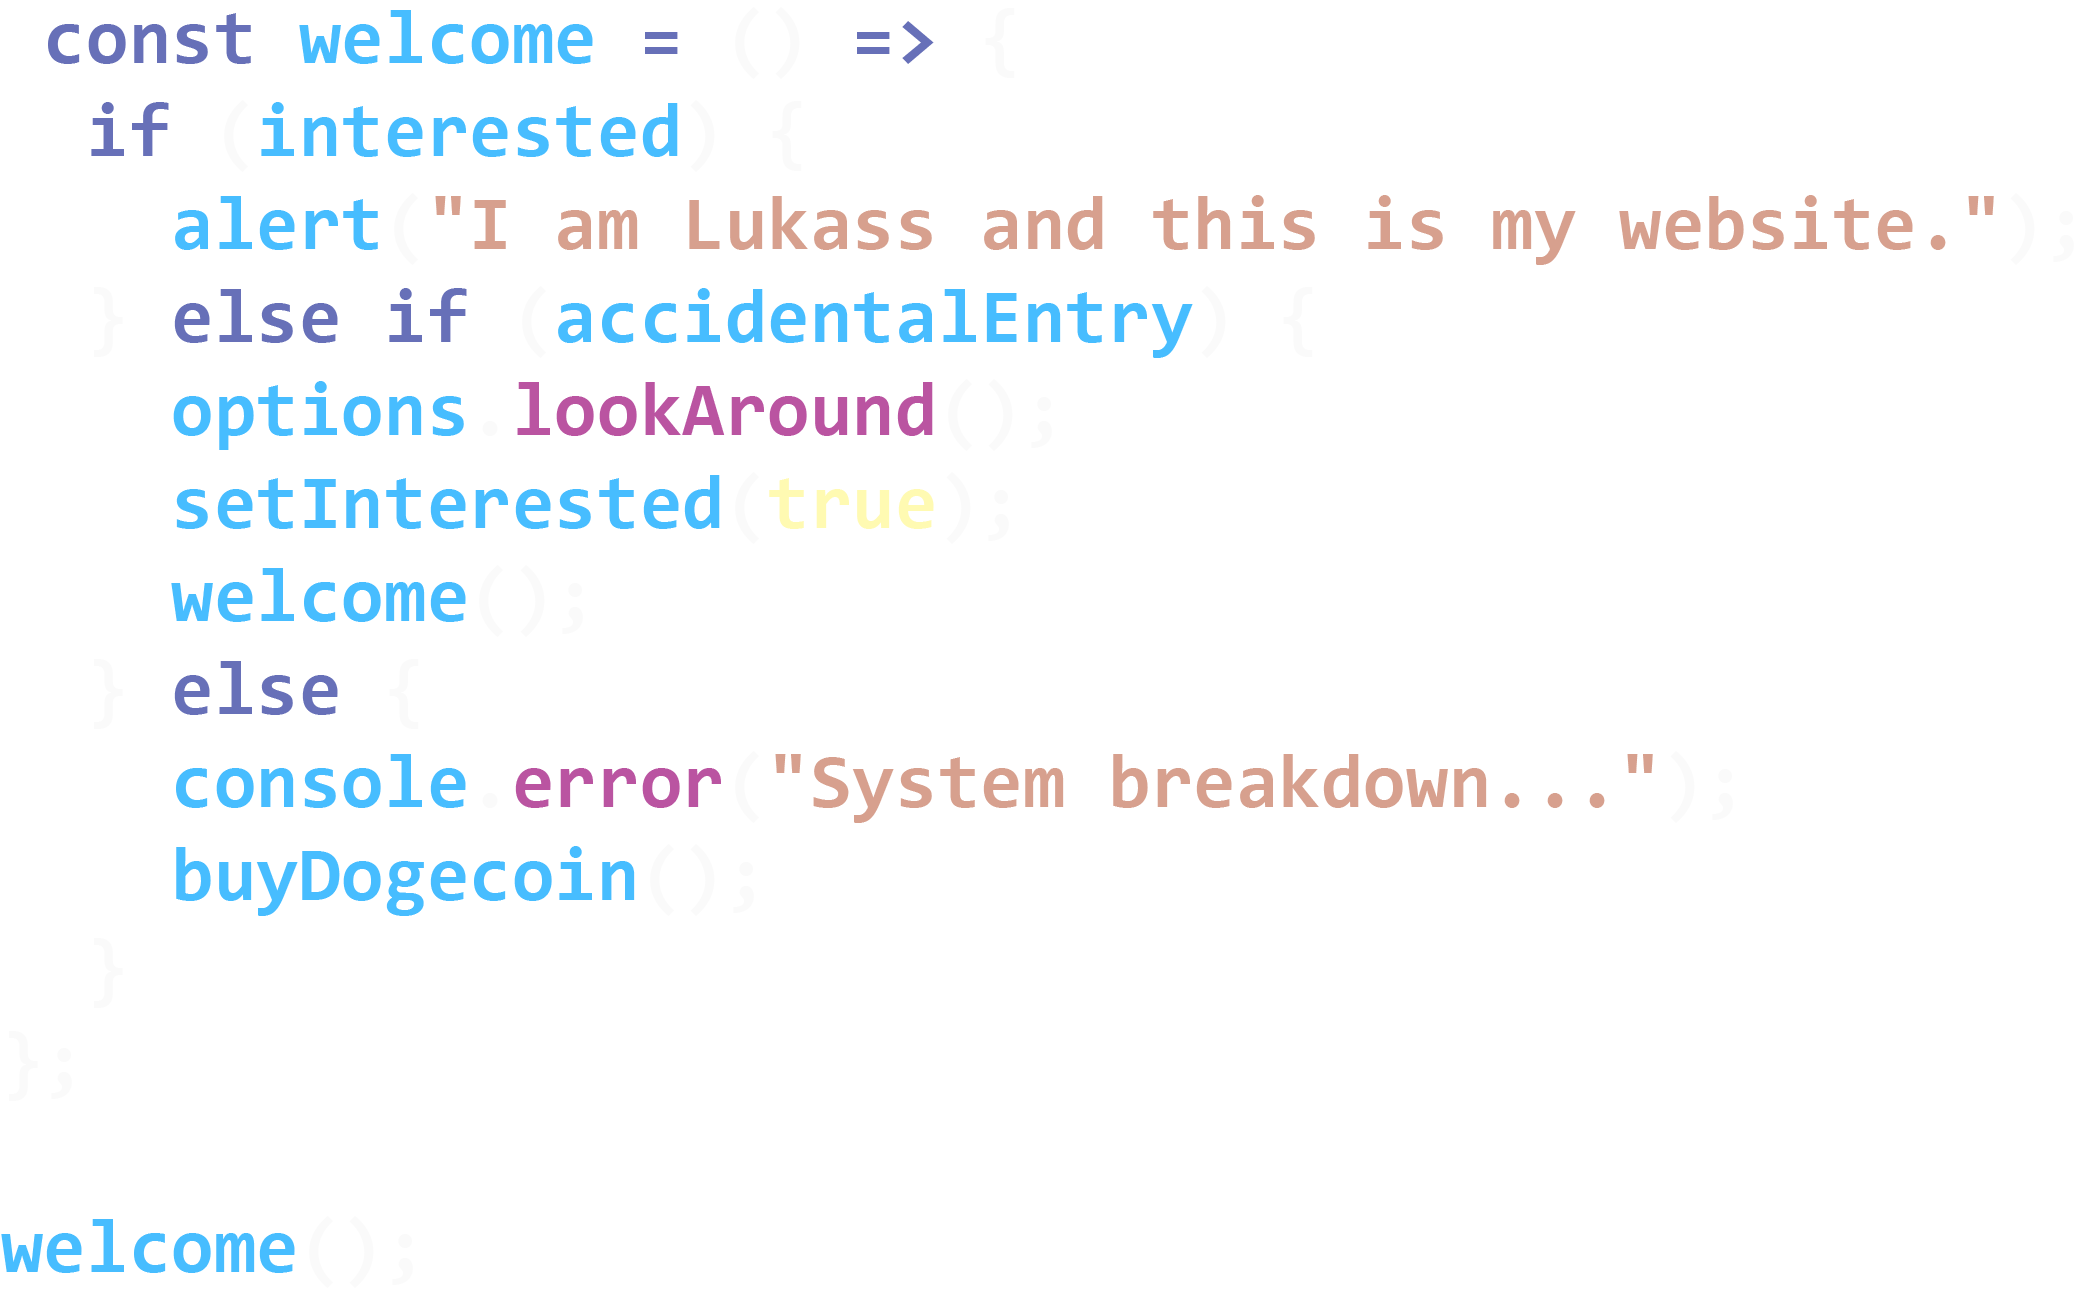 const welcome = () => {
if (interested) {
alert("I am Lukass and this is my website.");
} else if (accidentalEntry) {
options.lookAround();
setInterested(true);
welcome();
} else {
console.error("System breakdown...");
buyDogecoin();
}
};
welcome();